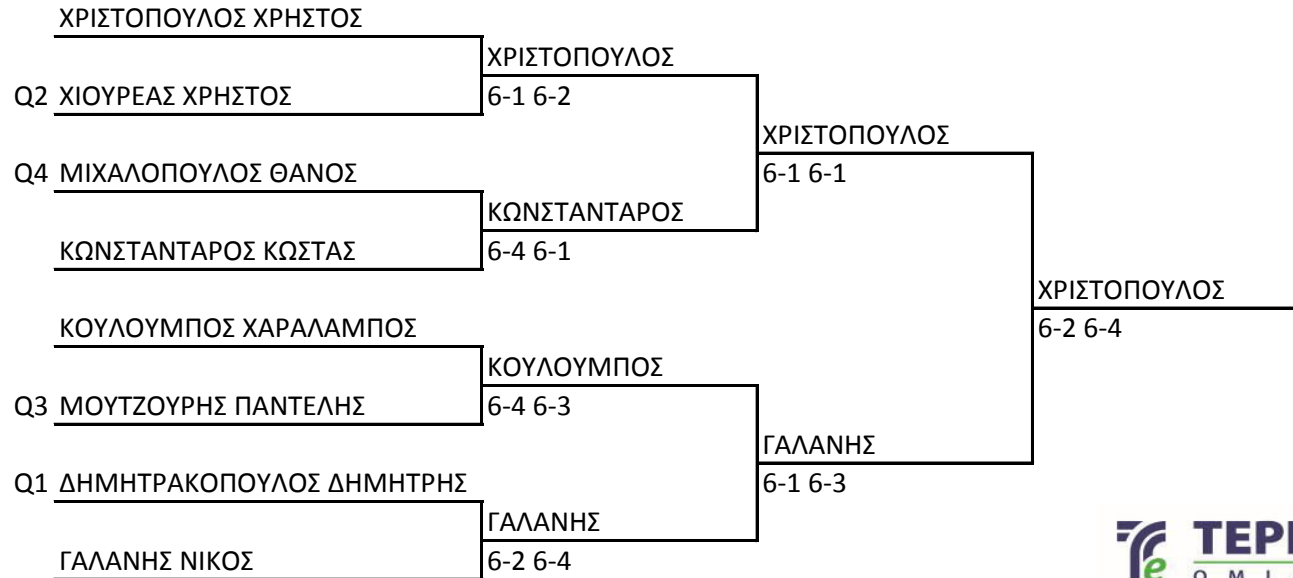 ΧΡΙΣΤΟΠΟΥΛΟΣ ΧΡΗΣΤΟΣ
ΧΡΙΣΤΟΠΟΥΛΟΣ
Q2 ΧΙΟΥΡΕΑΣ ΧΡΗΣΤΟΣ
6-1 6-2
ΧΡΙΣΤΟΠΟΥΛΟΣ
Q4 ΜΙΧΑΛΟΠΟΥΛΟΣ ΘΑΝΟΣ
6-1 6-1
ΚΩΝΣΤΑΝΤΑΡΟΣ
ΚΩΝΣΤΑΝΤΑΡΟΣ ΚΩΣΤΑΣ
6-4 6-1
ΧΡΙΣΤΟΠΟΥΛΟΣ
ΚΟΥΛΟΥΜΠΟΣ ΧΑΡΑΛΑΜΠΟΣ
6-2 6-4
ΚΟΥΛΟΥΜΠΟΣ
Q3 ΜΟΥΤΖΟΥΡΗΣ ΠΑΝΤΕΛΗΣ
6-4 6-3
ΓΑΛΑΝΗΣ
Q1 ΔΗΜΗΤΡΑΚΟΠΟΥΛΟΣ ΔΗΜΗΤΡΗΣ
6-1 6-3
ΓΑΛΑΝΗΣ
ΓΑΛΑΝΗΣ ΝΙΚΟΣ
6-2 6-4